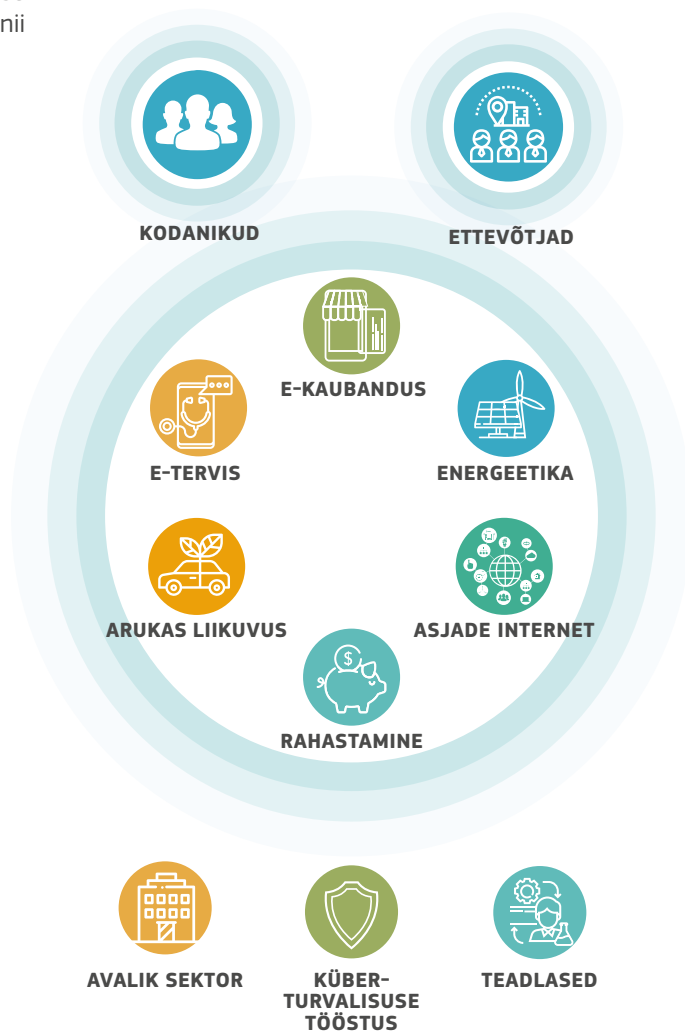 nii
KODANIKUD
ETTEVÕTJAD
E-KAUBANDUS
E-TERVIS
ENERGEETIKA
ARUKAS LIIKUVUS
ASJADE INTERNET
$
RAHASTAMINE
AVALIK SEKTOR
KÜBER-
TURVALISUSE
TÖÖSTUS
TEADLASED